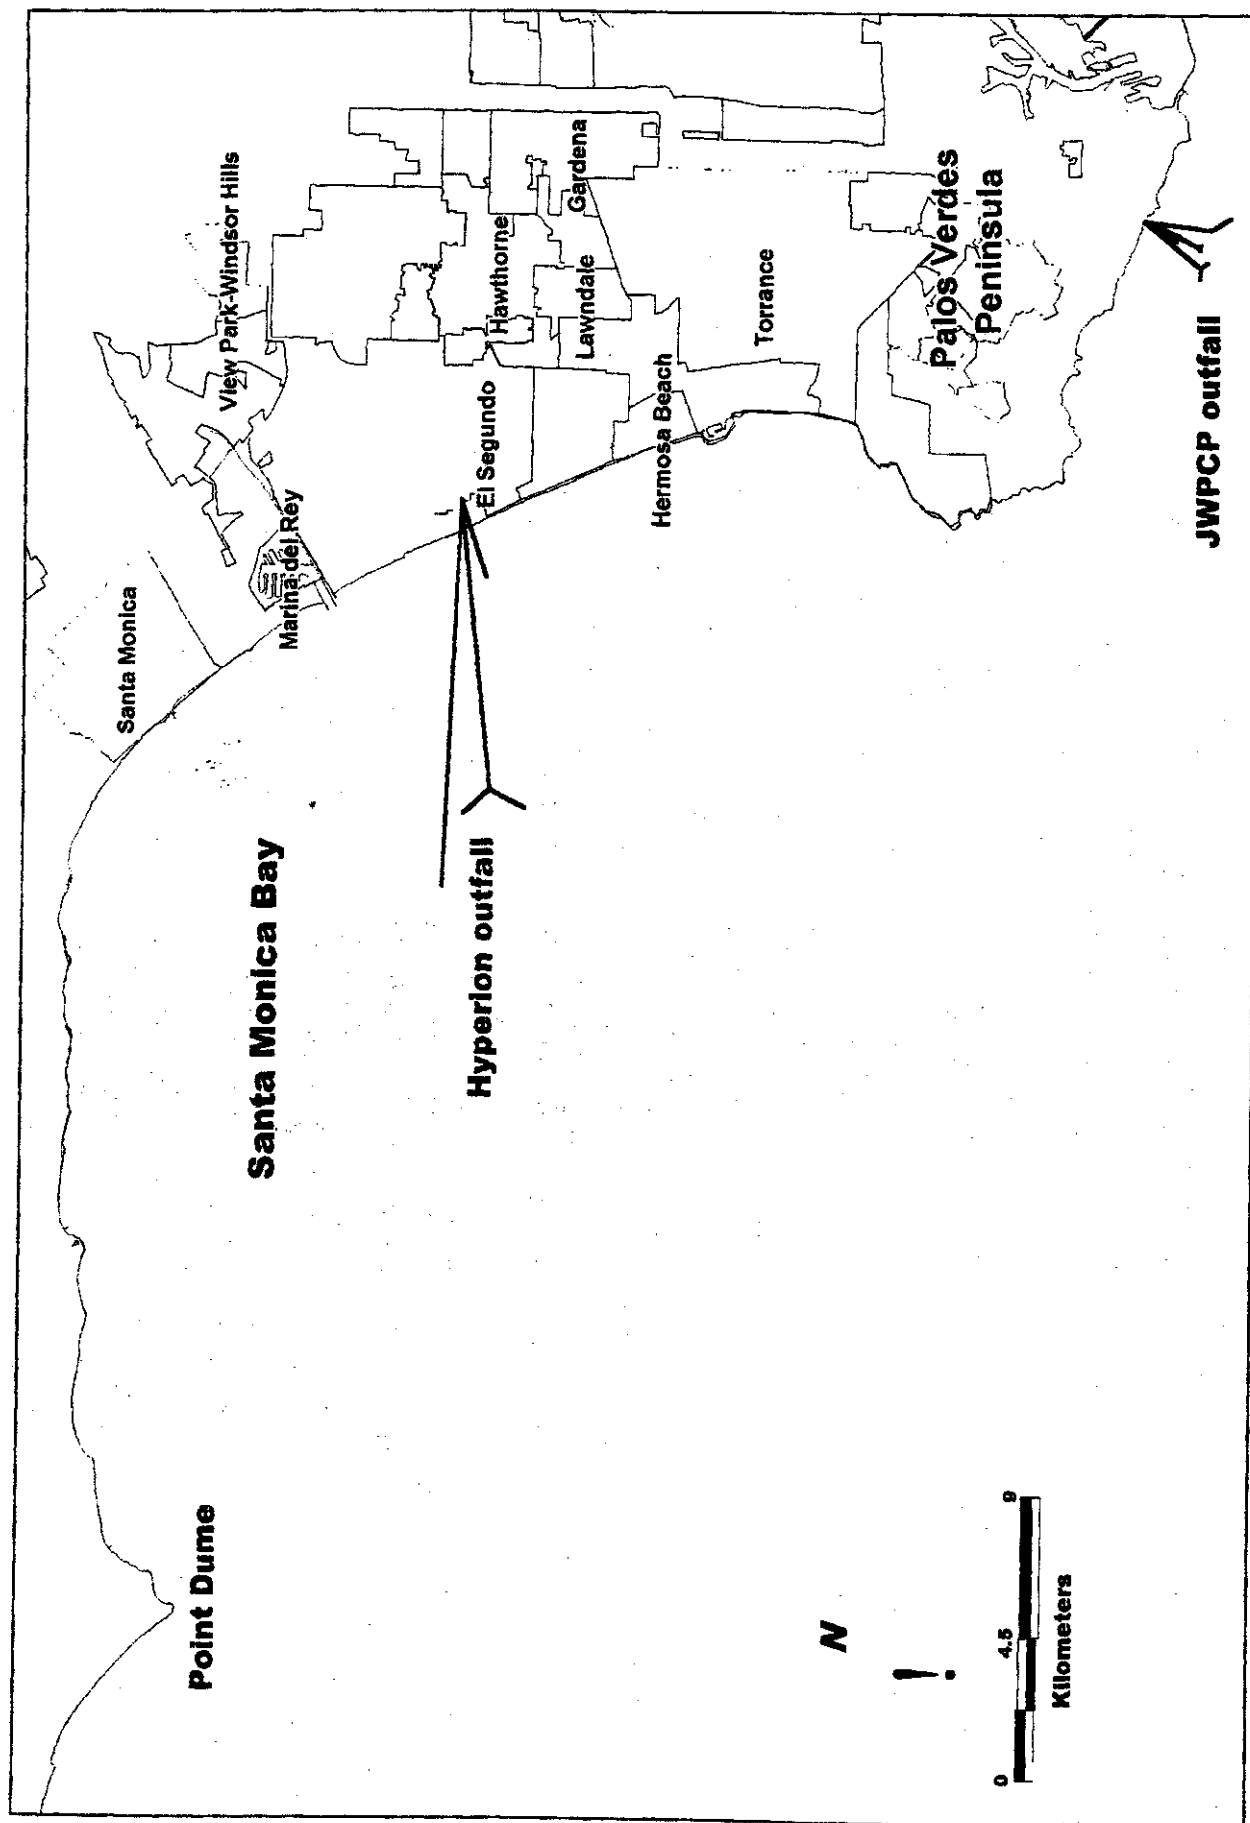 Santa Monica
View Park-Windsor Hills
Marina del Rey
Santa Monica Bay
Point Dume
El Segundo
Hawthorne
Gardena
Lawndale
Hyperion outfall
Hermosa Beach
Torrance
Palos Verdes
Peninsula
JWPCP outfall
N
0 4.5 9
Kilometers